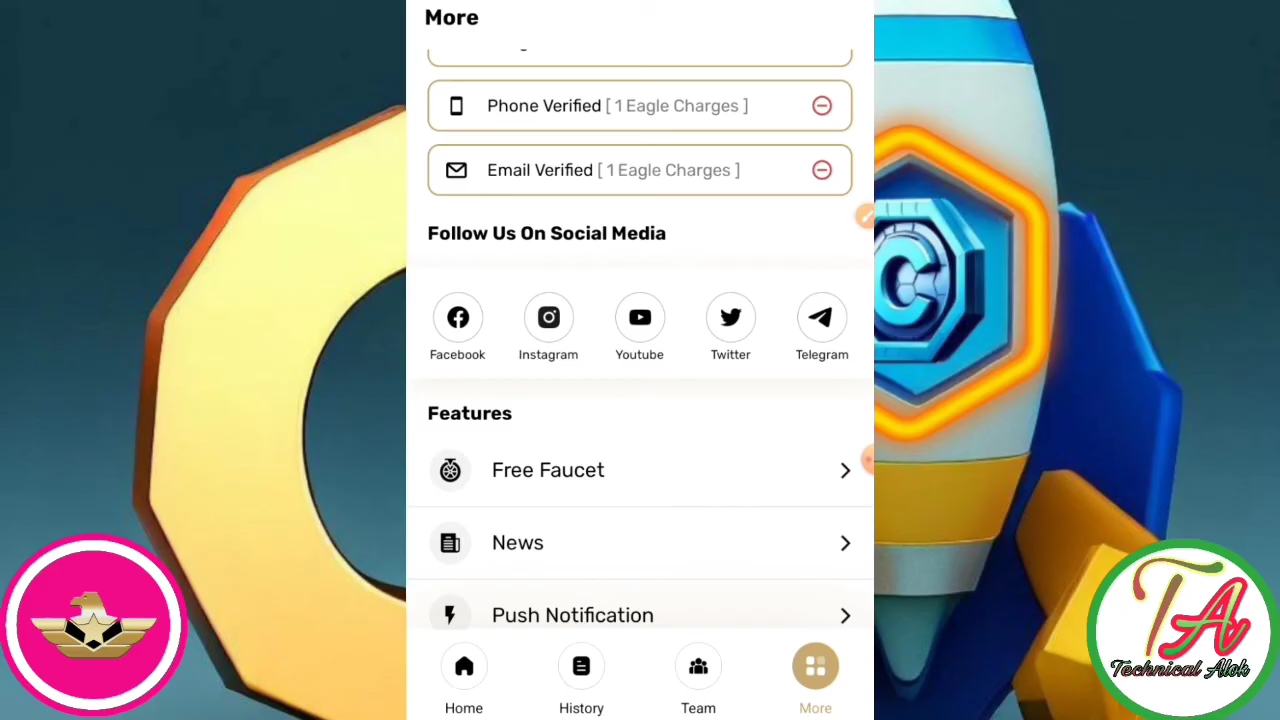 More
Phone Verified [ 1 Eagle Charges ]
Email Verified [ 1 Eagle Charges ]
Follow Us On Social Media
Facebook
Instagram
Youtube
Twitter
Telegram
Features
Free Faucet
News
Push Notification
Home
History
Team
More
C
TA
Technical Alok